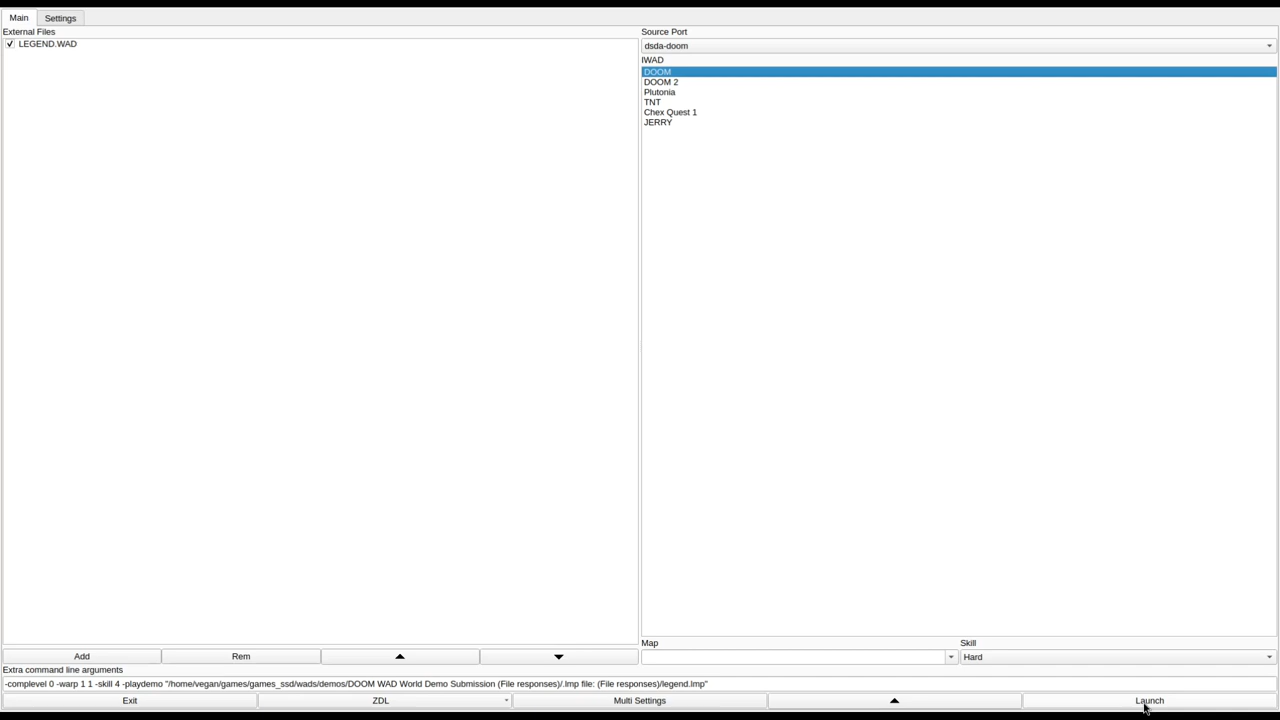 Main Settings
External Files
LEGEND.WAD
Source Port
dsda-doom
IWAD
DOOM
DOOM 2
Plutonia
TNT
Chex Quest 1
JERRY
Map Skill
Hard
Add Rem
Extra command line arguments
-complevel 0 -warp 1 1 -skill 4 -playdemo "/home/vegan/games/games_ssd/wads/demos/DOOM WAD World Demo Submission (File responses)/.lmp file: (File responses)/legend.lmp"
Exit ZDL Multi Settings Launch